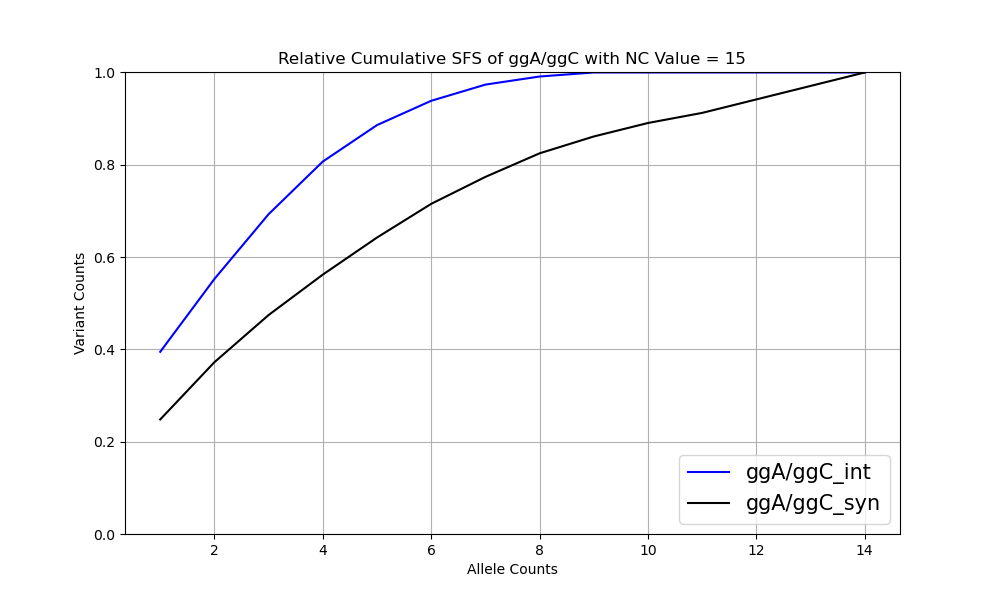 Relative Cumulative SFS of ggA/ggC with NC Value = 15
1.0
0.8
0.6
0.4
0.2
0.0
Variant Counts
2 4 6 8 10 12 14
Allele Counts
ggA/ggC_int
ggA/ggC_syn